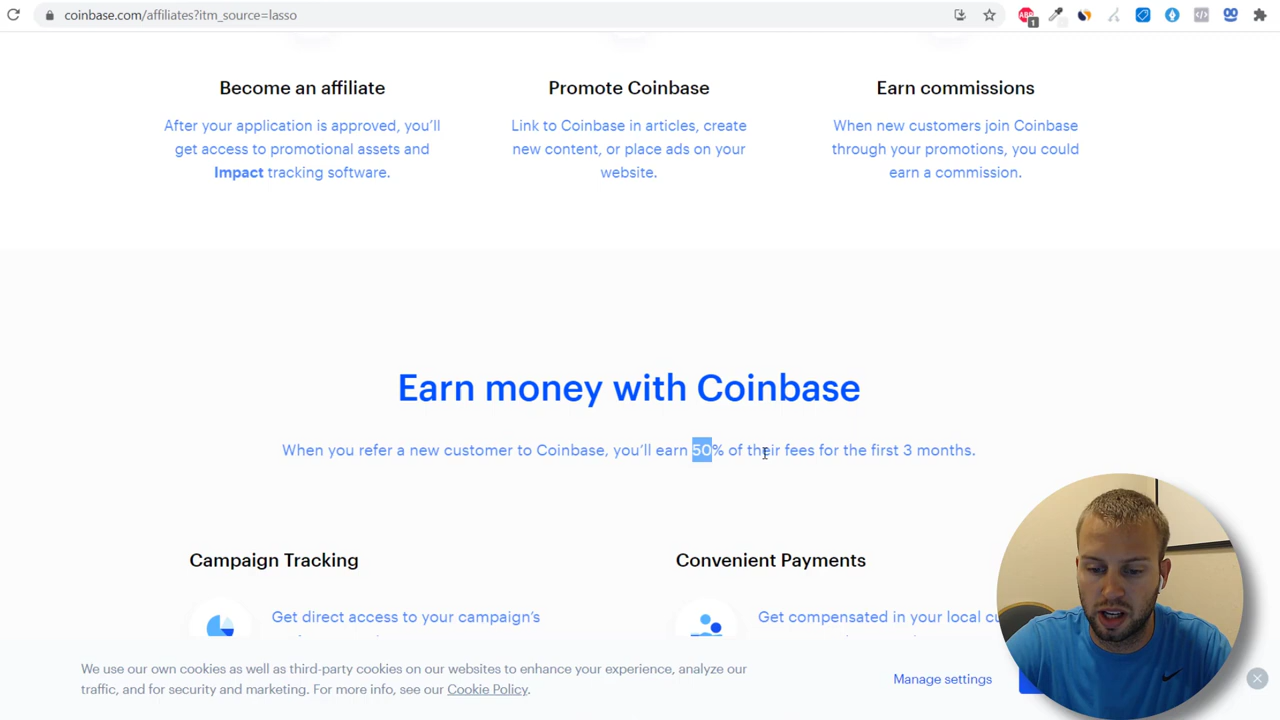 coinbase.com/affiliates?itm_source=lasso
1
Become an affiliate
After your application is approved, you'll
get access to promotional assets and
Impact tracking software.
Promote Coinbase
Link to Coinbase in articles, create
new content, or place ads on your
website.
Earn commissions
When new customers join Coinbase
through your promotions, you could
earn a commission.
Earn money with Coinbase
When you refer a new customer to Coinbase, you'll earn 50% of their fees for the first 3 months.
Campaign Tracking
Get direct access to your campaign's
Convenient Payments
Get compensated in your local
We use our own cookies as well as third-party cookies on our websites to enhance your experience, analyze our
traffic, and for security and marketing. For more info, see our Cookie Policy.
Manage settings